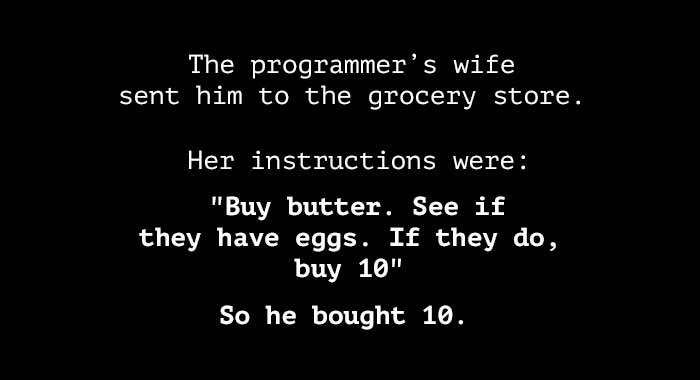 The programmer’s wife
sent him to the grocery store.
Her instructions were:
"Buy butter. See if
they have eggs. If they do,
buy 10"
So he bought 10.